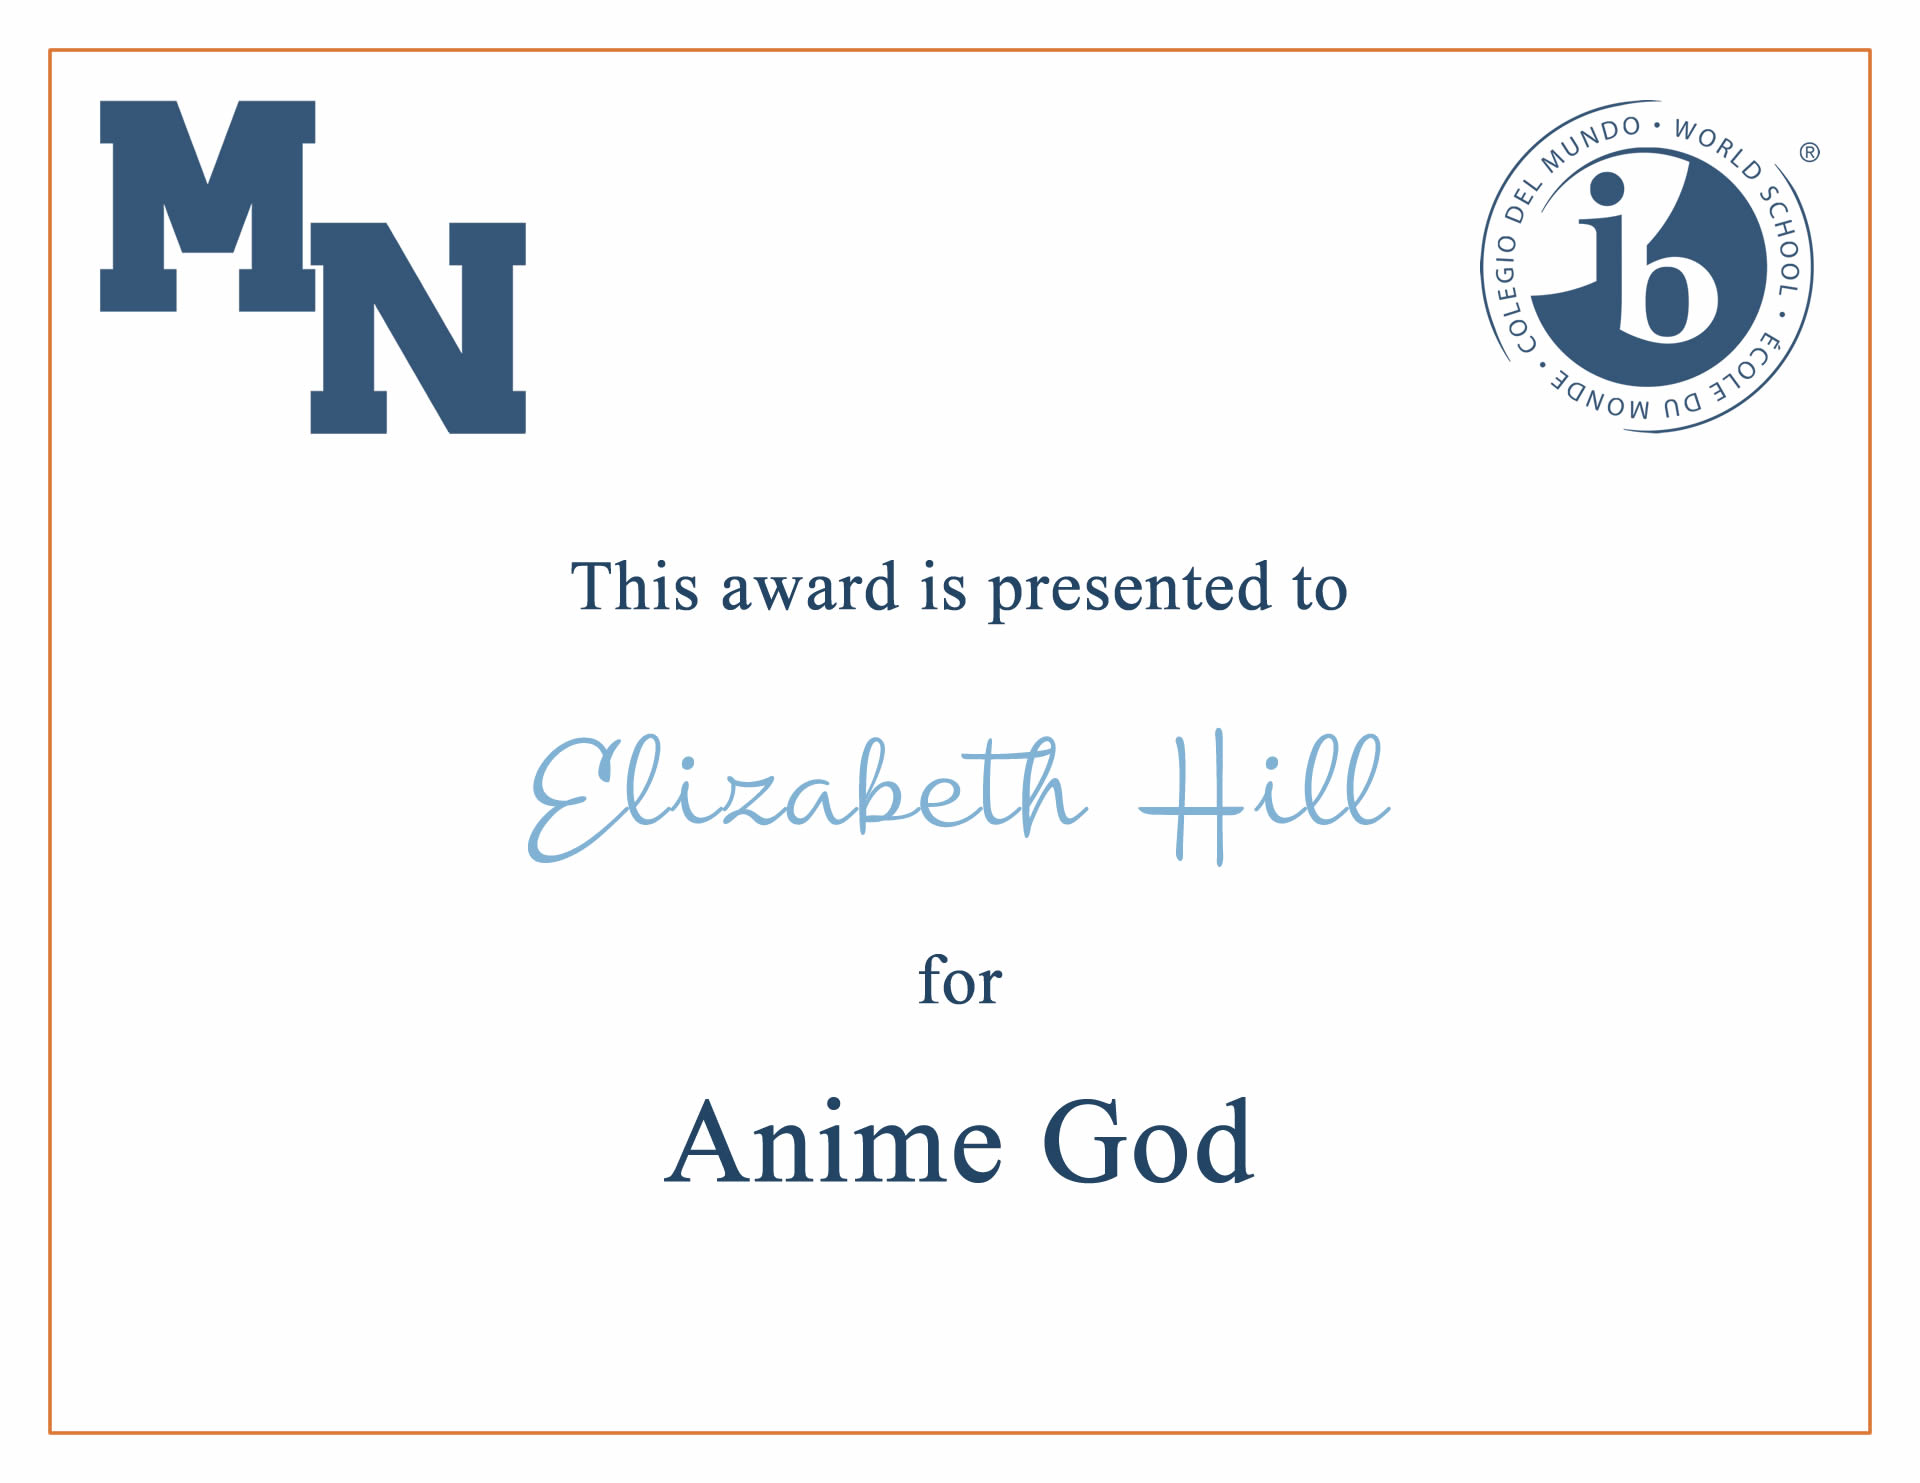 MN
COLEGIO DEL MUNDO • WORLD SCHOOL • ÉCOLE DU MONDE •
®
ib
This award is presented to
Elizabeth Hill
for
Anime God